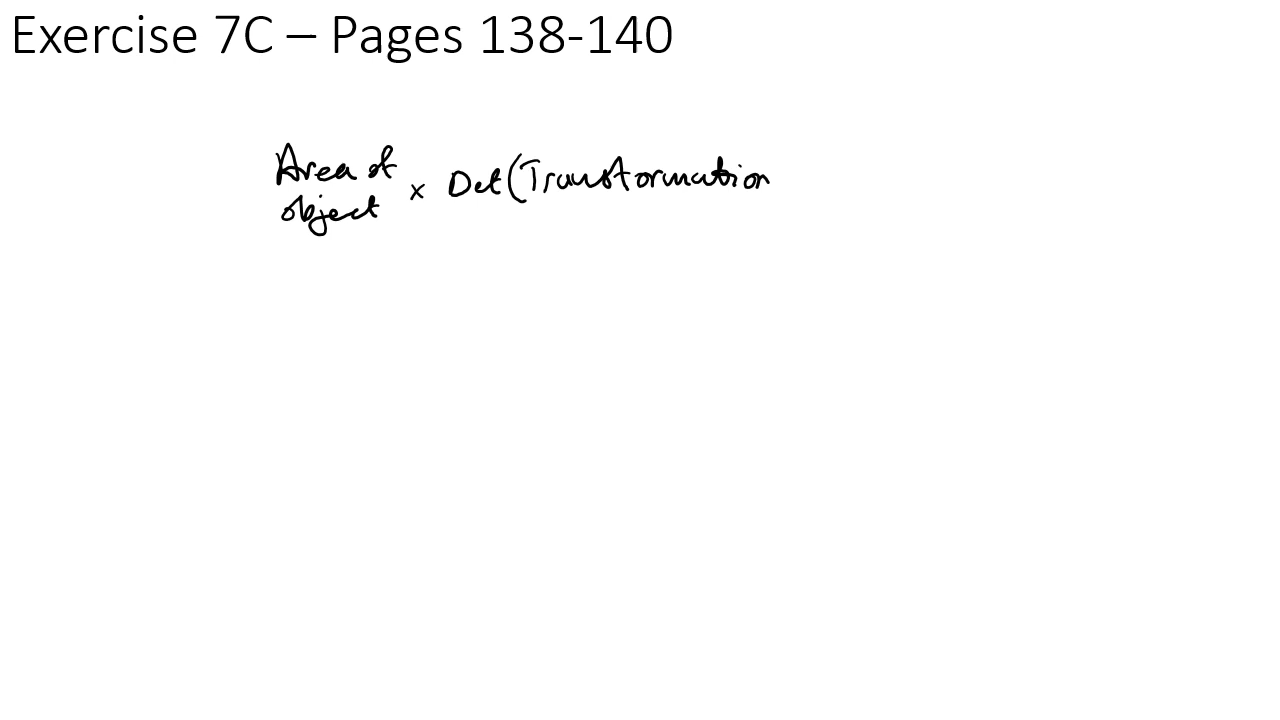 Exercise 7C – Pages 138-140
Area of
object × Det(Transformation